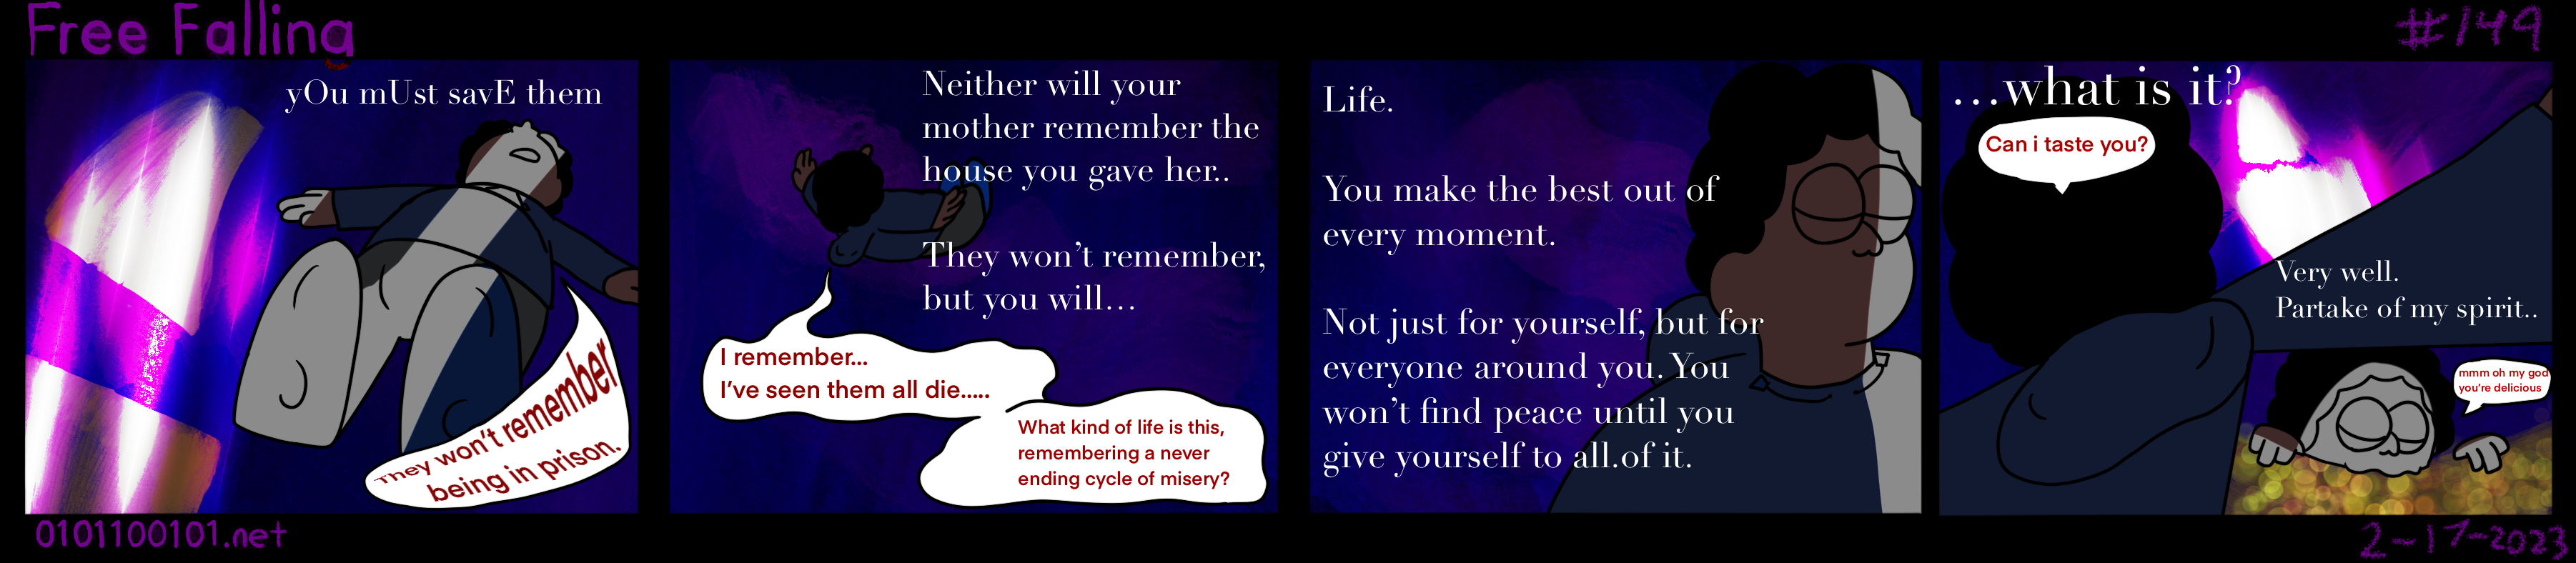 Free Falling
#149
yOu mUst savE them
They won't remember
being in prison.
Neither will your
mother remember the
house you gave her..
They won't remember,
but you will...
I remember...
I've seen them all die.....
What kind of life is this,
remembering a never
ending cycle of misery?
Life.
You make the best out of
every moment.
Not just for yourself, but for
everyone around you. You
won't find peace until you
give yourself to all.of it.
...what is it?
Can i taste you?
Very well.
Partake of my spirit..
mmm oh my god
you're delicious
0101100101.net
2-17-2023